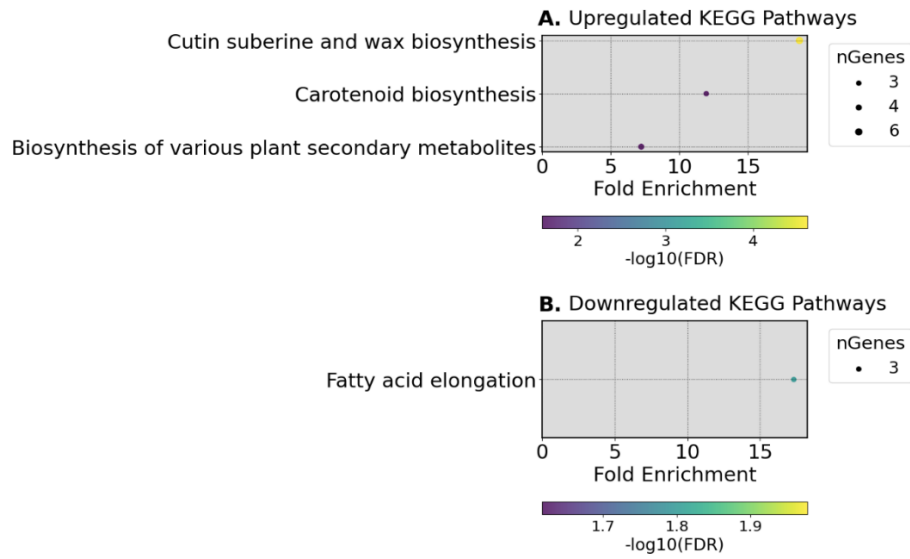 A. Upregulated KEGG Pathways
Cutin suberine and wax biosynthesis
Carotenoid biosynthesis
Biosynthesis of various plant secondary metabolites
0 5 10 15
Fold Enrichment
nGenes
3
4
6
2 3 4
-log10(FDR)
B. Downregulated KEGG Pathways
Fatty acid elongation
0 5 10 15
Fold Enrichment
nGenes
3
1.7 1.8 1.9
-log10(FDR)